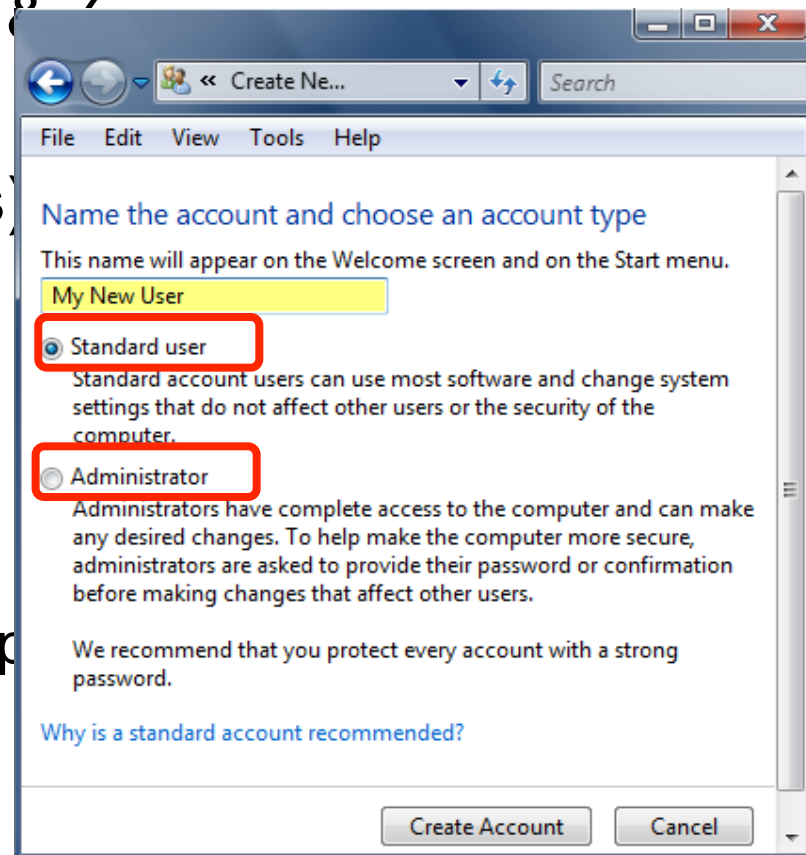 « Create Ne...
Search
File Edit View Tools Help
Name the account and choose an account type
This name will appear on the Welcome screen and on the Start menu.
My New User
Standard user
Standard account users can use most software and change system
settings that do not affect other users or the security of the
computer.
Administrator
Administrators have complete access to the computer and can make
any desired changes. To help make the computer more secure,
administrators are asked to provide their password or confirmation
before making changes that affect other users.
We recommend that you protect every account with a strong
password.
Why is a standard account recommended?
Create Account Cancel